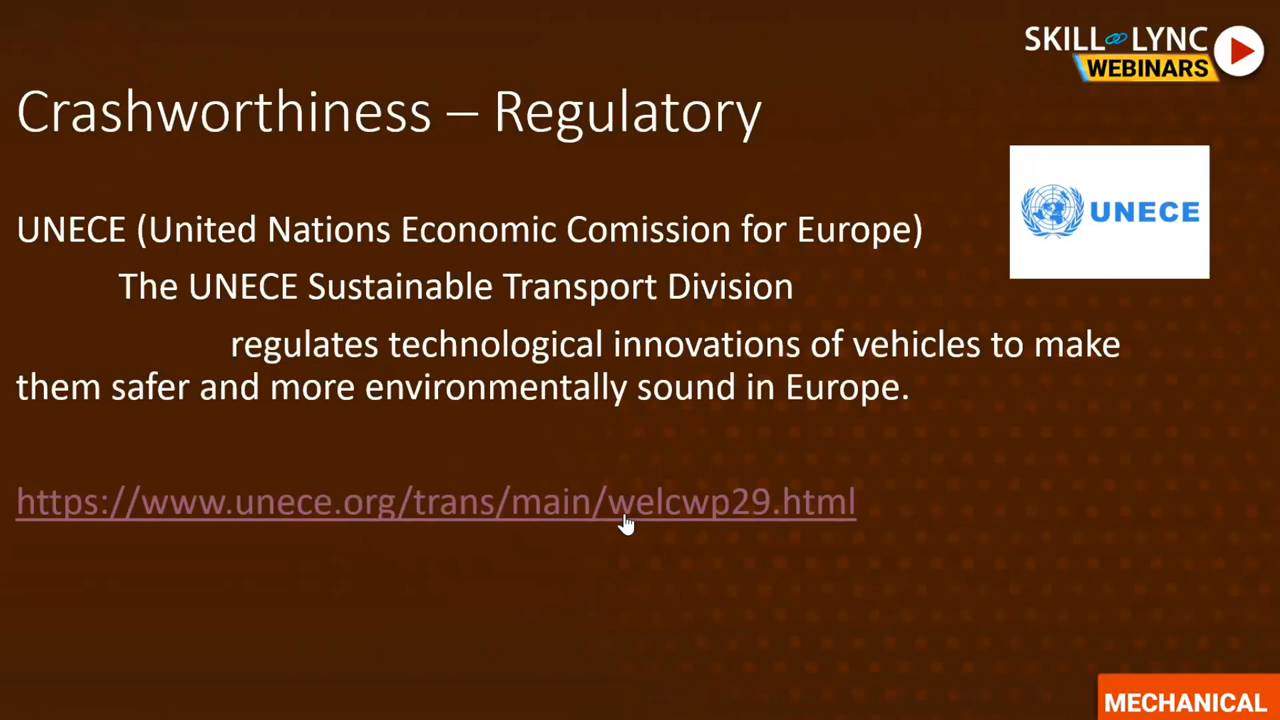 SKILL LYNC
WEBINARS
Crashworthiness – Regulatory
UNECE
UNECE (United Nations Economic Comission for Europe)
The UNECE Sustainable Transport Division
regulates technological innovations of vehicles to make
them safer and more environmentally sound in Europe.
https://www.unece.org/trans/main/welcwp29.html
MECHANICAL